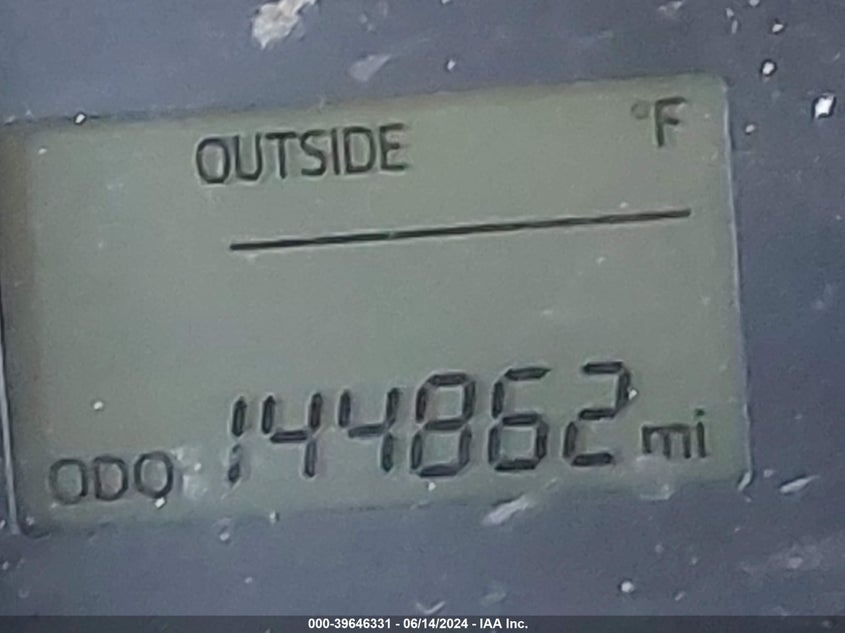 OUTSIDE °F
ODO 144862 mi
000-39646331 - 06/14/2024 - IAA Inc.